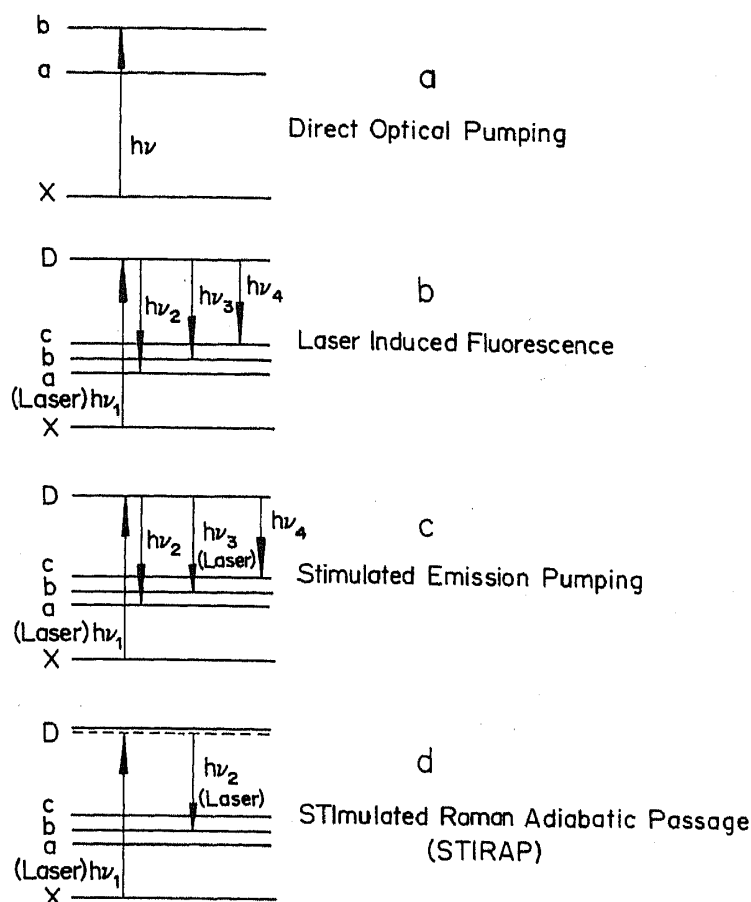 b
a
hν
X
a
Direct Optical Pumping
D
hν2
hν3
hν4
c
b
a
(Laser)hν1
X
b
Laser Induced Fluorescence
D
hν2
hν3
(Laser)
hν4
c
b
a
(Laser)hν1
X
c
Stimulated Emission Pumping
D
hν2
(Laser)
c
b
a
(Laser)hν1
X
d
STImulated Raman Adiabatic Passage
(STIRAP)